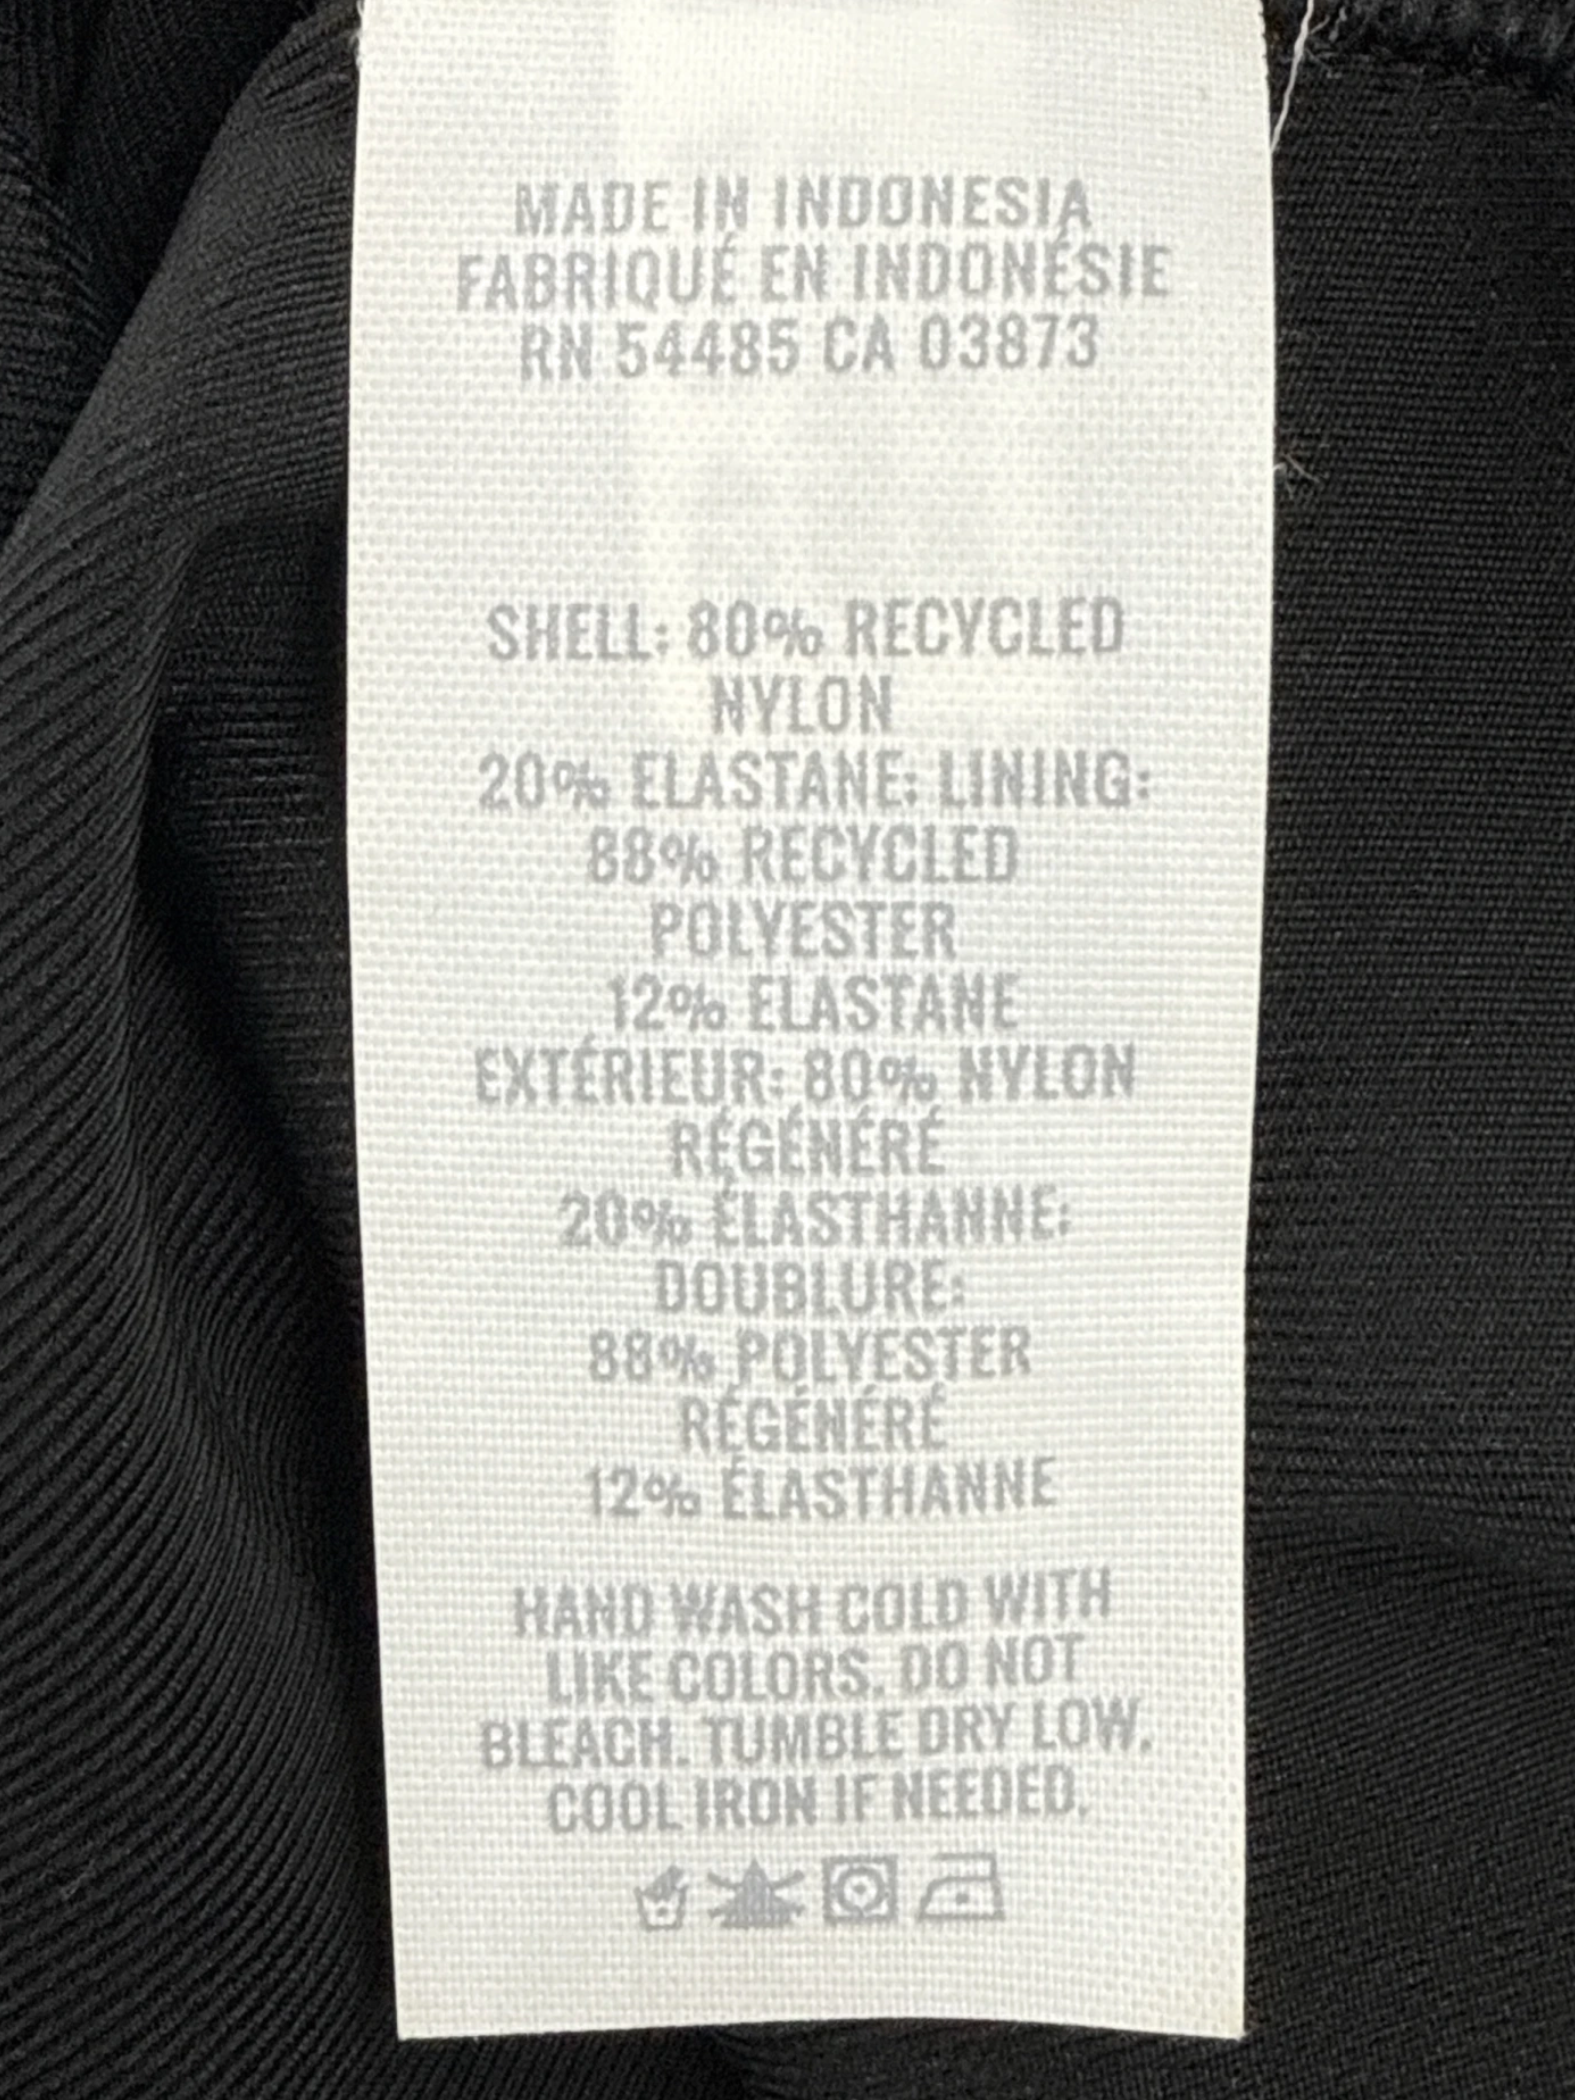 MADE IN INDONESIA
FABRIQUÉ EN INDONÉSIE
RN 54485 CA 03873
SHELL: 80% RECYCLED
NYLON
20% ELASTANE; LINING:
88% RECYCLED
POLYESTER
12% ELASTANE
EXTÉRIEUR: 80% NYLON
RÉGÉNÉRÉ
20% ÉLASTHANNE;
DOUBLURE:
88% POLYESTER
RÉGÉNÉRÉ
12% ÉLASTHANNE
HAND WASH COLD WITH
LIKE COLORS. DO NOT
BLEACH. TUMBLE DRY LOW.
COOL IRON IF NEEDED.